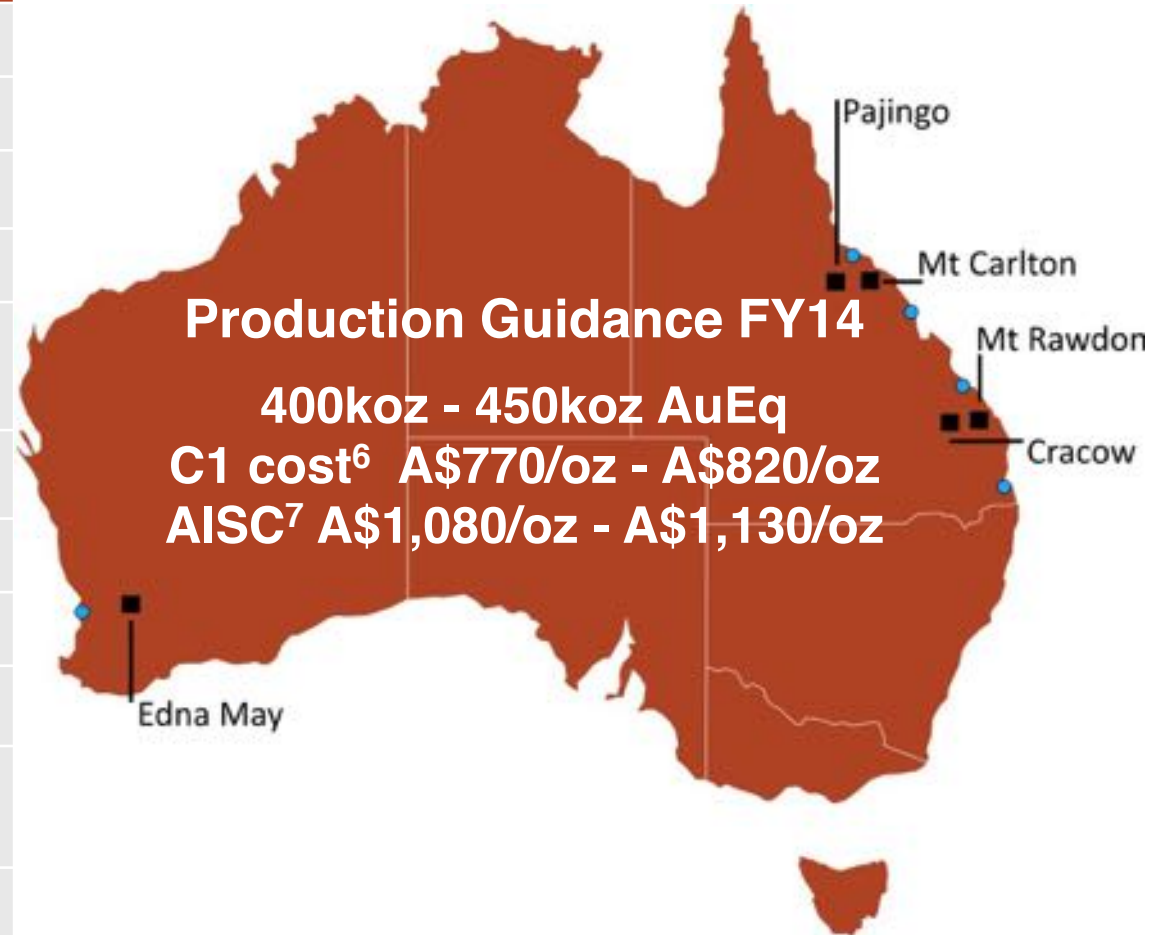 Pajingo
Mt Carlton
Production Guidance FY14
Mt Rawdon
400koz - 450koz AuEq
C1 cost⁶ A$770/oz - A$820/oz
Cracow
AISC⁷ A$1,080/oz - A$1,130/oz
Edna May